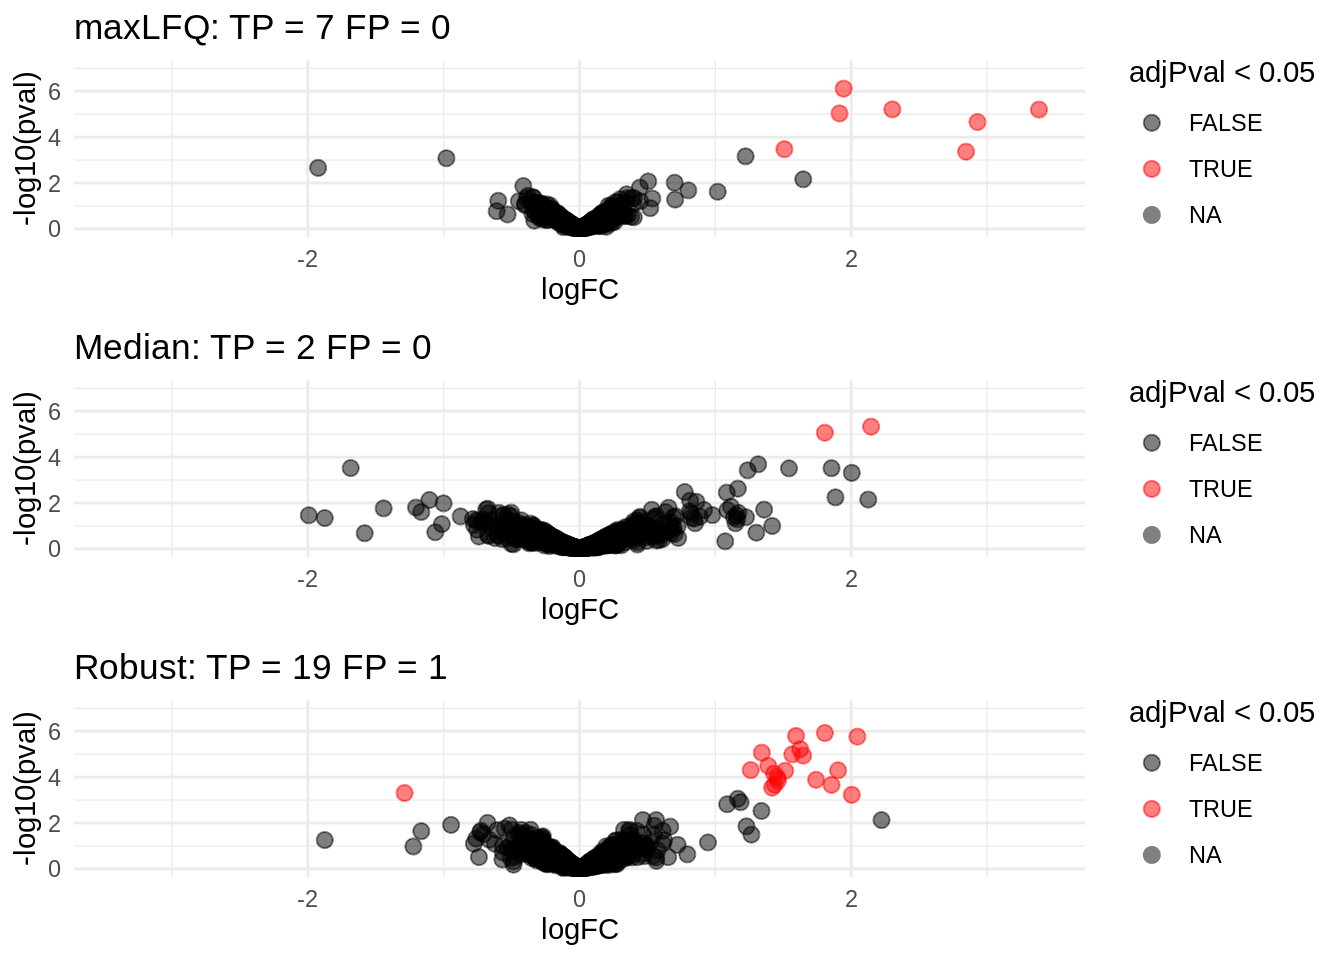 maxLFQ: TP = 7 FP = 0
-log10(pval)
6
4
2
0
-2
0
2
logFC
adjPval < 0.05
FALSE
TRUE
NA
Median: TP = 2 FP = 0
-log10(pval)
6
4
2
0
-2
0
2
logFC
adjPval < 0.05
FALSE
TRUE
NA
Robust: TP = 19 FP = 1
-log10(pval)
6
4
2
0
-2
0
2
logFC
adjPval < 0.05
FALSE
TRUE
NA